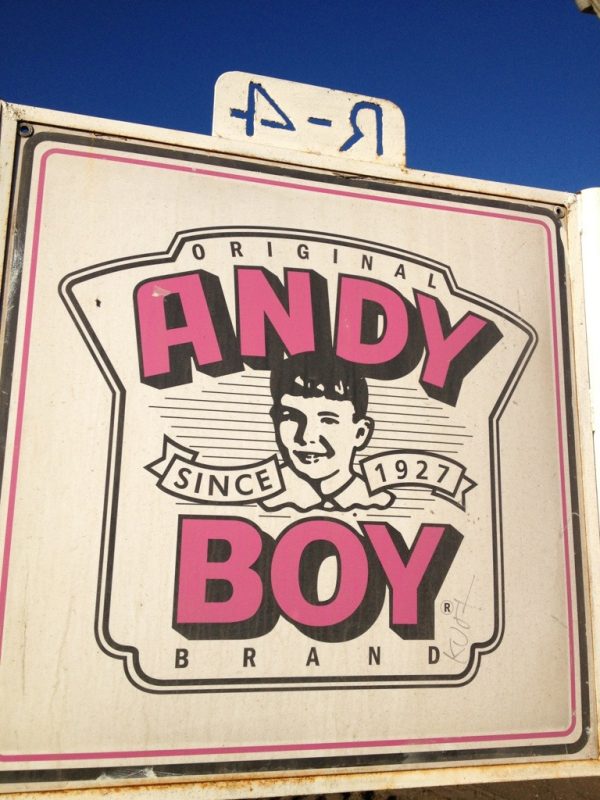 R-4
ORIGINAL
ANDY
SINCE 1927
BOY
®
BRAND